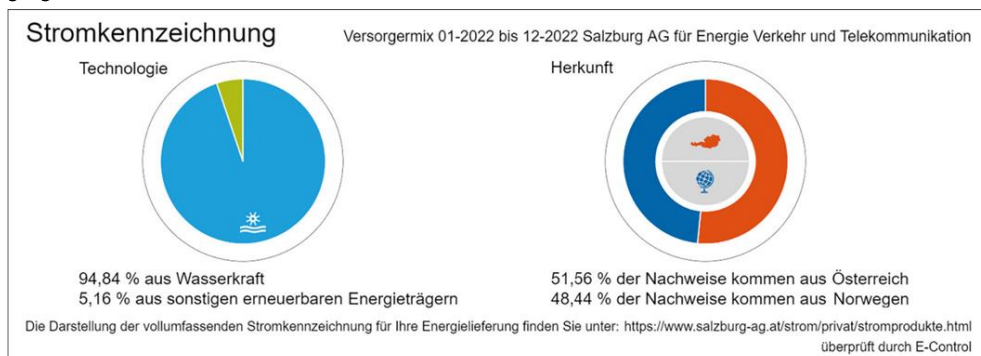 Stromkennzeichnung
Versorgermix 01-2022 bis 12-2022 Salzburg AG für Energie Verkehr und Telekommunikation
Technologie
94,84 % aus Wasserkraft
5,16 % aus sonstigen erneuerbaren Energieträgern
Herkunft
51,56 % der Nachweise kommen aus Österreich
48,44 % der Nachweise kommen aus Norwegen
Die Darstellung der vollumfassenden Stromkennzeichnung für Ihre Energielieferung finden Sie unter: https://www.salzburg-ag.at/strom/privat/stromprodukte.html
überprüft durch E-Control